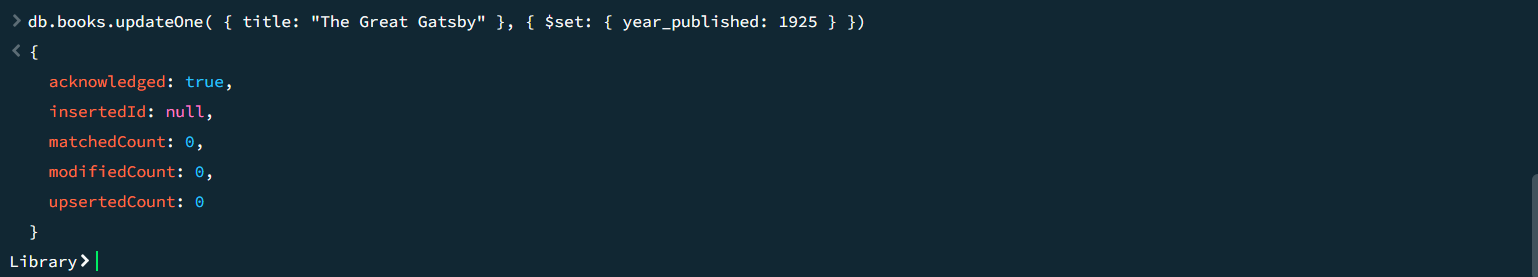 > db.books.updateOne( { title: "The Great Gatsby" }, { $set: { year_published: 1925 } })
< {
acknowledged: true,
insertedId: null,
matchedCount: 0,
modifiedCount: 0,
upsertedCount: 0
}
Library>